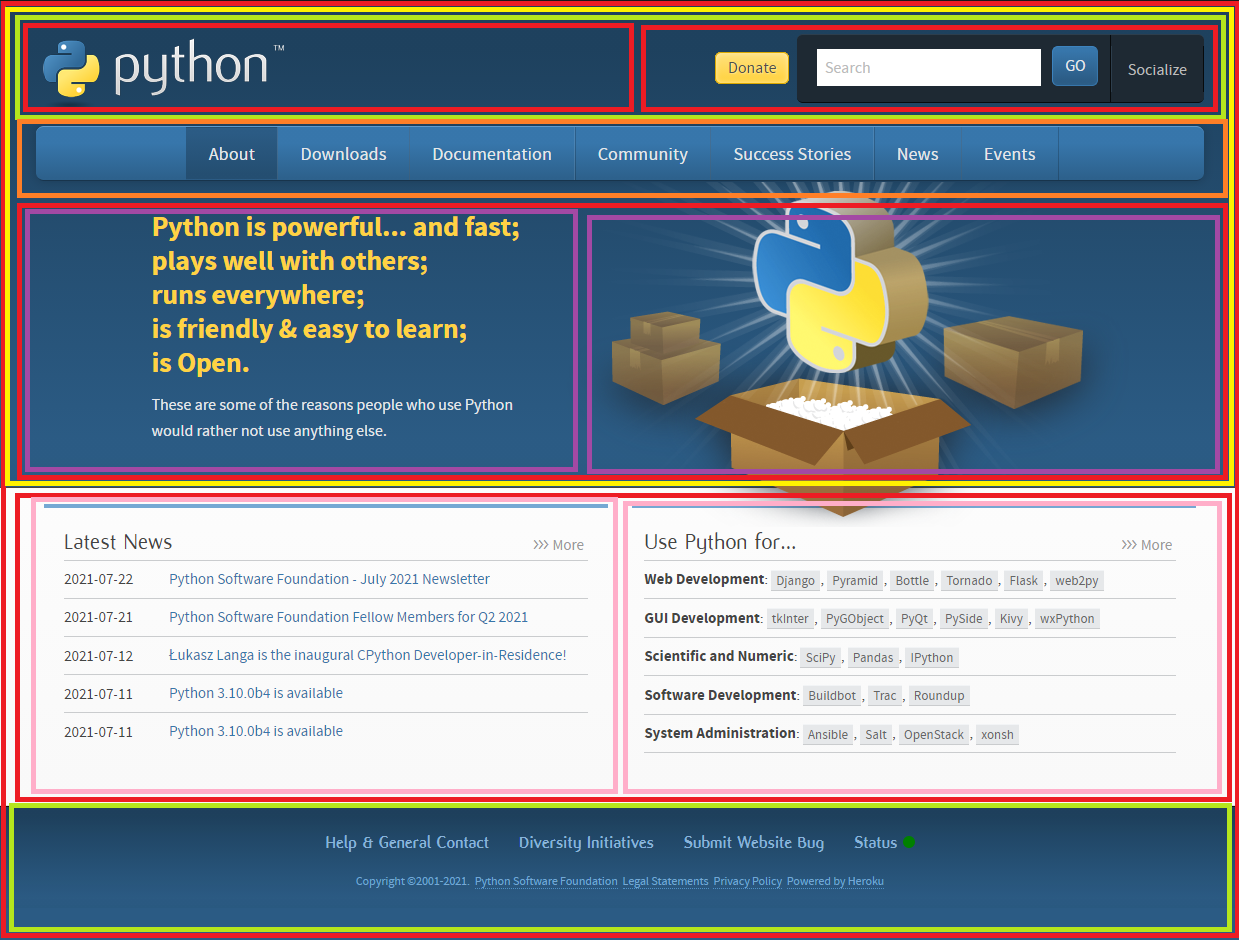 python™
Donate
Search
GO
Socialize
About Downloads Documentation Community Success Stories News Events
Python is powerful... and fast;
plays well with others;
runs everywhere;
is friendly & easy to learn;
is Open.
These are some of the reasons people who use Python
would rather not use anything else.
Latest News
>>> More
2021-07-22 Python Software Foundation - July 2021 Newsletter
2021-07-21 Python Software Foundation Fellow Members for Q2 2021
2021-07-12 Łukasz Langa is the inaugural CPython Developer-in-Residence!
2021-07-11 Python 3.10.0b4 is available
2021-07-11 Python 3.10.0b4 is available
Use Python for...
>>> More
Web Development: Django, Pyramid, Bottle, Tornado, Flask, web2py
GUI Development: tkInter, PyGObject, PyQt, PySide, Kivy, wxPython
Scientific and Numeric: SciPy, Pandas, IPython
Software Development: Buildbot, Trac, Roundup
System Administration: Ansible, Salt, OpenStack, xonsh
Help & General Contact Diversity Initiatives Submit Website Bug Status
Copyright ©2001-2021. Python Software Foundation Legal Statements Privacy Policy Powered by Heroku